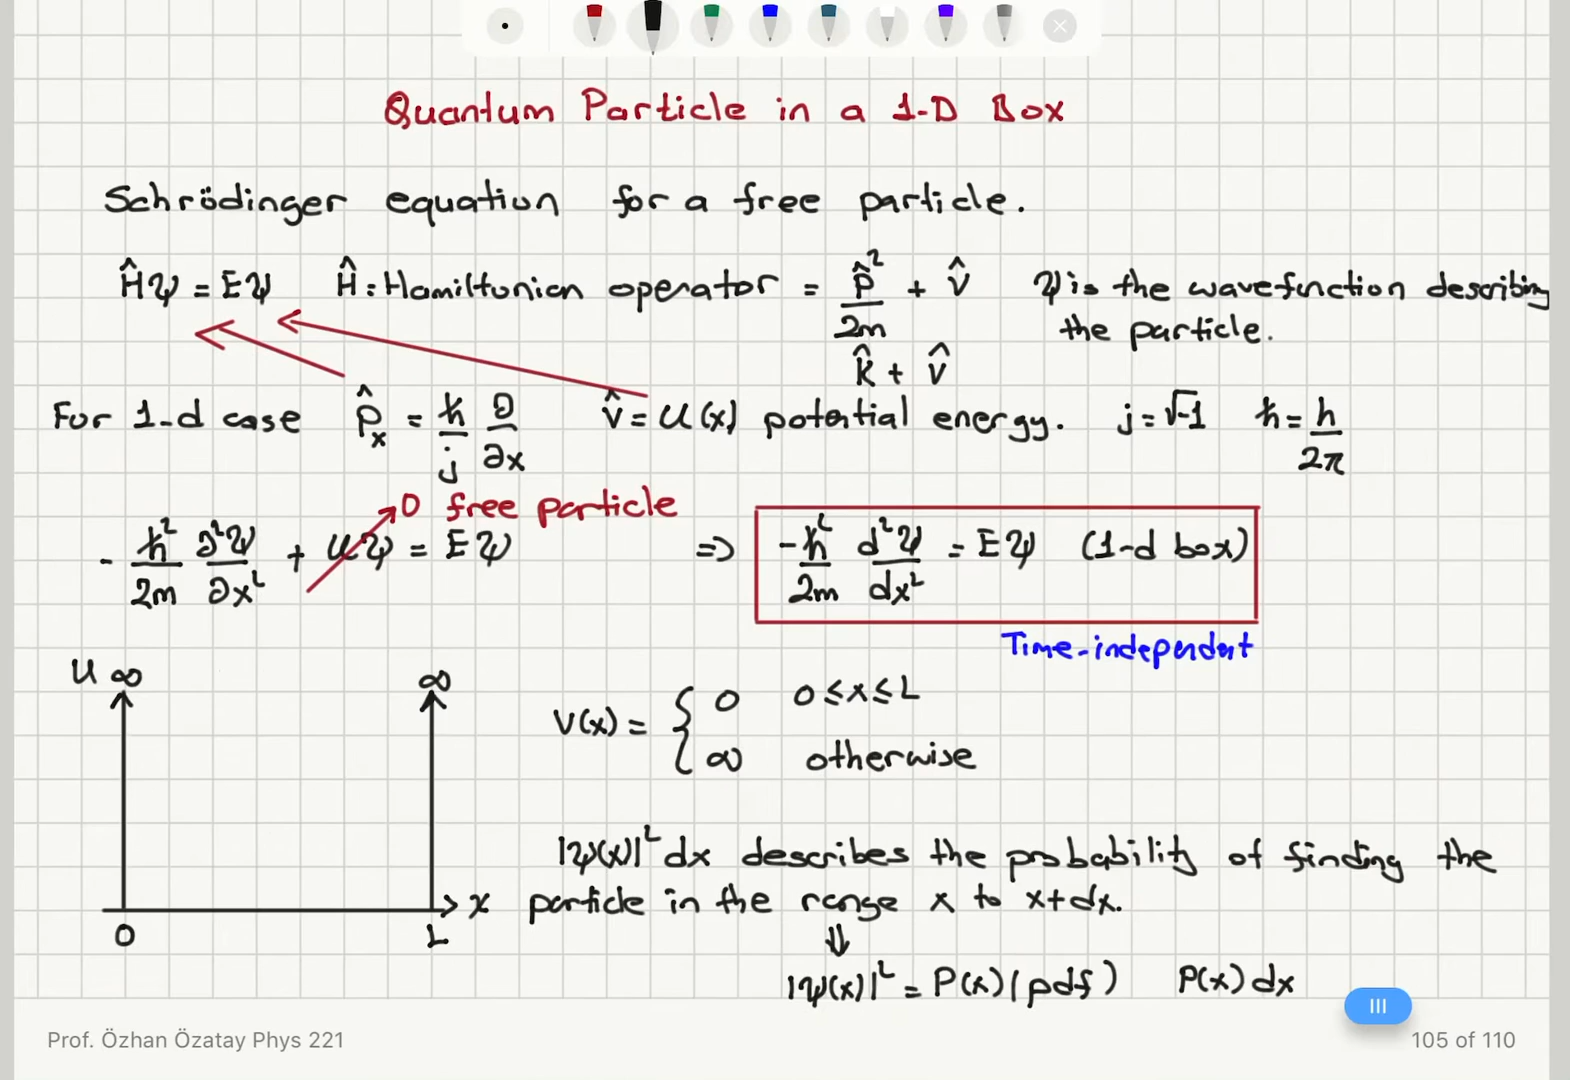 Quantum Particle in a 1-D Box
Schrödinger equation for a free particle.
Ĥψ = Eψ   Ĥ: Hamiltonian operator = p̂²/2m + v̂   ψ is the wavefunction describing
the particle.
k̂ + v̂
For 1-d case   p̂ₓ = ħ/j ∂/∂x   v̂ = U(x) potential energy.   j = √-1   ħ = h/2π
0 free particle
- ħ²/2m ∂²ψ/∂x² + Uψ = Eψ   ⇒   -ħ²/2m d²ψ/dx² = Eψ (1-d box)
Time-independent
U ∞   ∞
V(x) = { 0   0 ≤ x ≤ L
∞   otherwise
|ψ(x)|² dx describes the probability of finding the
x   particle in the range x to x+dx.
0   L
⇓
|ψ(x)|² = P(x) (pdf)   P(x) dx
Prof. Özhan Özatay Phys 221   105 of 110